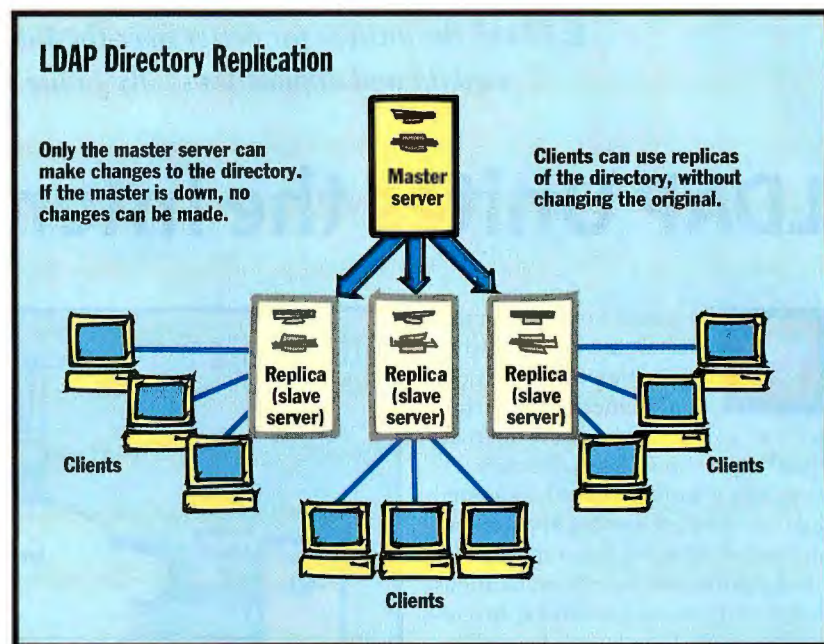 LDAP Directory Replication
Only the master server can
make changes to the directory.
If the master is down, no
changes can be made.
Master
server
Clients can use replicas
of the directory, without
changing the original.
Replica
(slave
server)
Replica
(slave
server)
Replica
(slave
server)
Clients
Clients
Clients